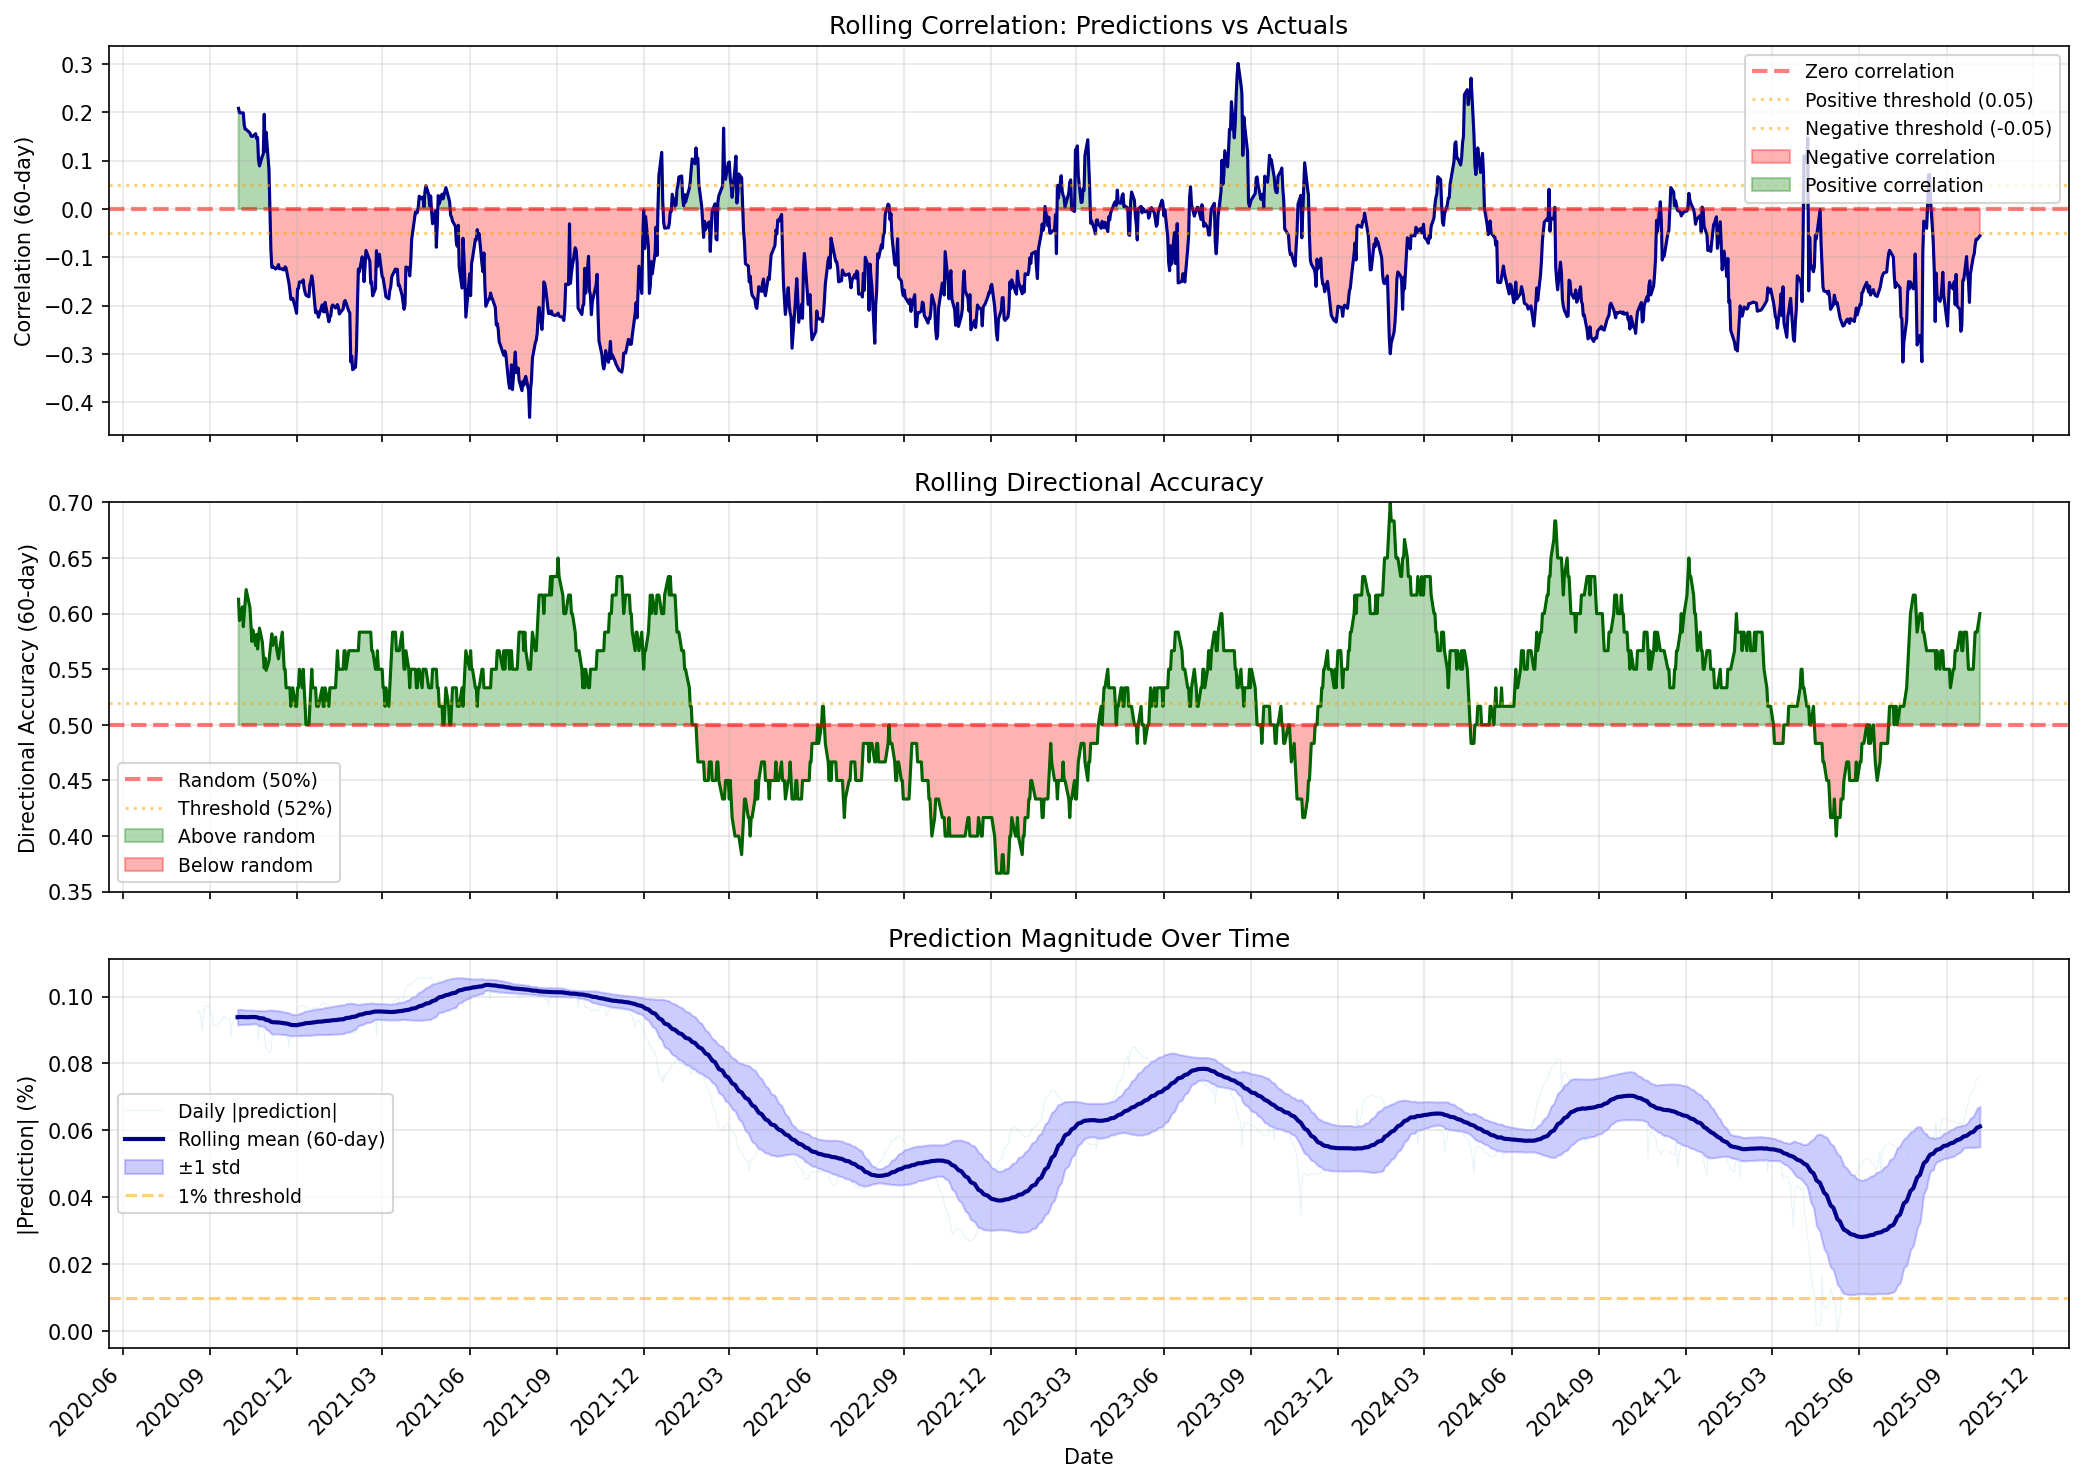 Rolling Correlation: Predictions vs Actuals
Correlation (60-day)
0.3
0.2
0.1
0.0
−0.1
−0.2
−0.3
−0.4
Zero correlation
Positive threshold (0.05)
Negative threshold (-0.05)
Negative correlation
Positive correlation
Rolling Directional Accuracy
Directional Accuracy (60-day)
0.70
0.65
0.60
0.55
0.50
0.45
0.40
0.35
Random (50%)
Threshold (52%)
Above random
Below random
Prediction Magnitude Over Time
|Prediction| (%)
0.10
0.08
0.06
0.04
0.02
0.00
Daily |prediction|
Rolling mean (60-day)
±1 std
1% threshold
2020-06
2020-09
2020-12
2021-03
2021-06
2021-09
2021-12
2022-03
2022-06
2022-09
2022-12
2023-03
2023-06
2023-09
2023-12
2024-03
2024-06
2024-09
2024-12
2025-03
2025-06
2025-09
2025-12
Date